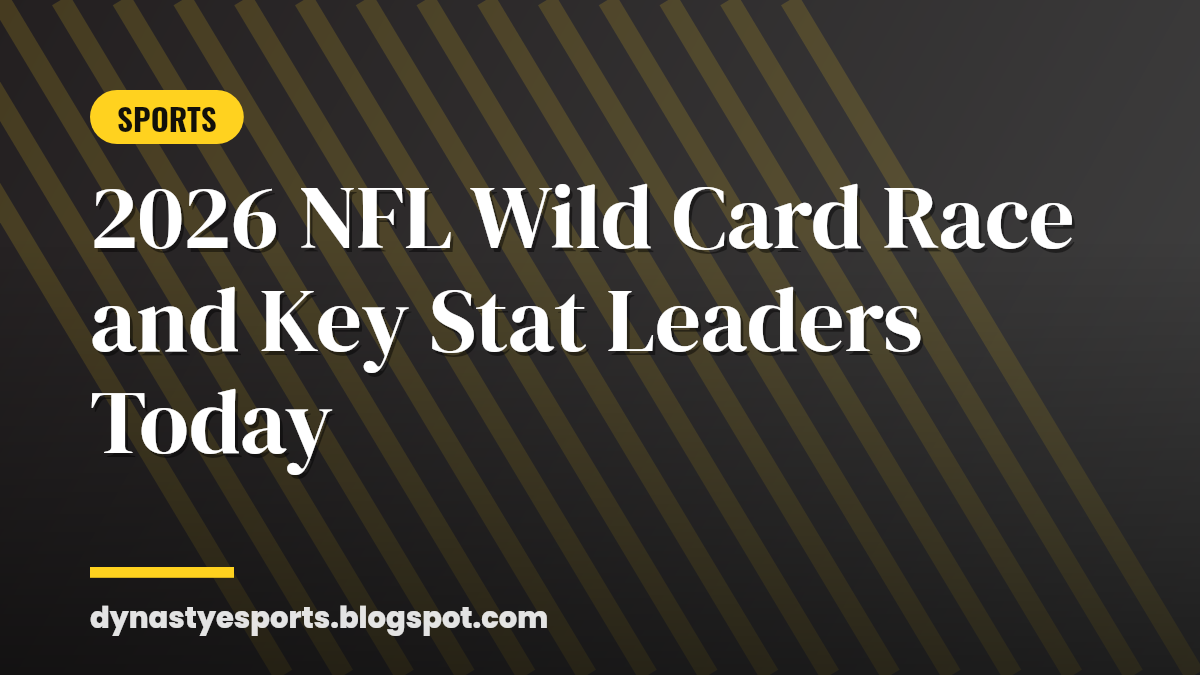 SPORTS
2026 NFL Wild Card Race
and Key Stat Leaders
Today
dynastyesports.blogspot.com